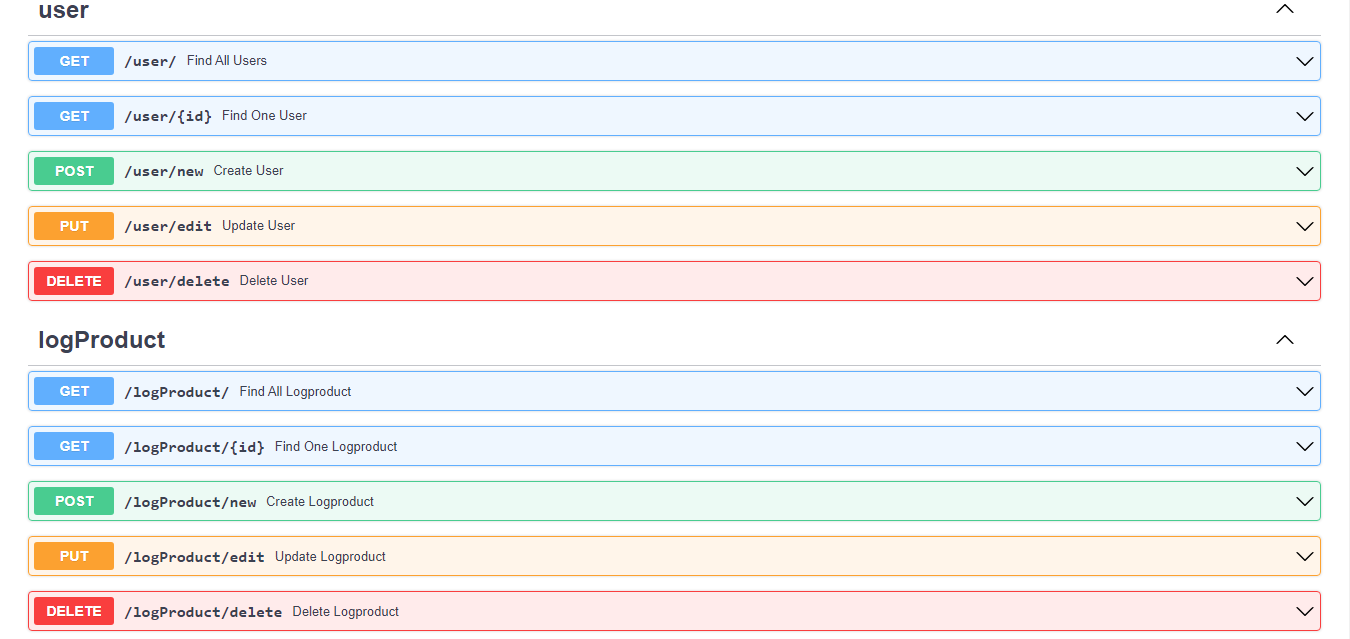 user
GET /user/ Find All Users
GET /user/{id} Find One User
POST /user/new Create User
PUT /user/edit Update User
DELETE /user/delete Delete User
logProduct
GET /logProduct/ Find All Logproduct
GET /logProduct/{id} Find One Logproduct
POST /logProduct/new Create Logproduct
PUT /logProduct/edit Update Logproduct
DELETE /logProduct/delete Delete Logproduct